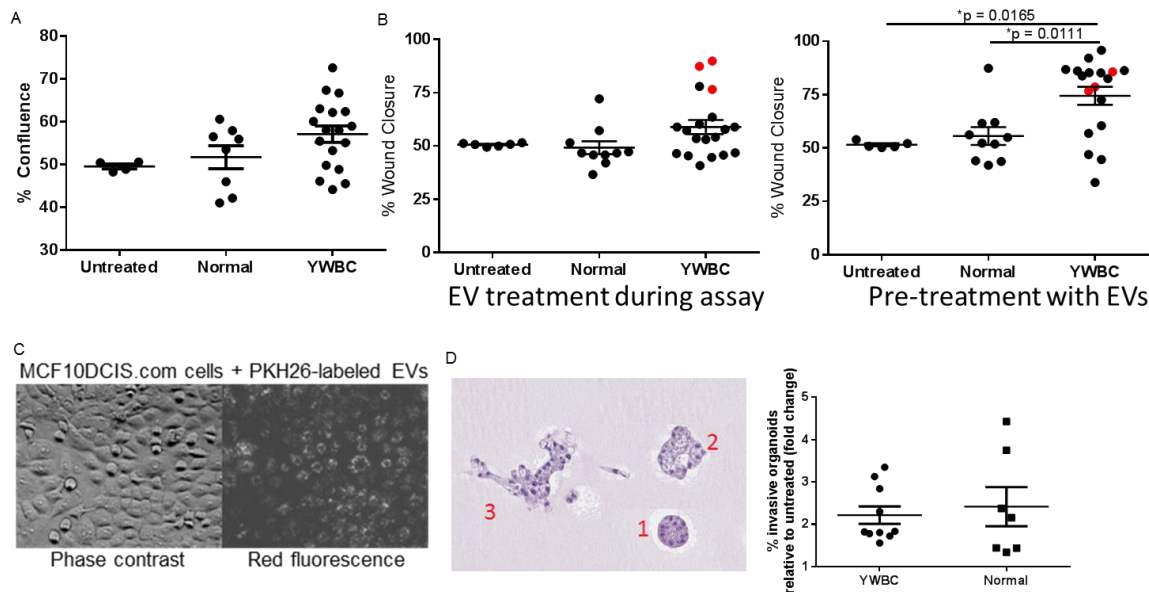 A
% Confluence
80
70
60
50
40
30
Untreated Normal YWBC
B
% Wound Closure
100
75
50
25
0
Untreated Normal YWBC
EV treatment during assay
*p = 0.0165
*p = 0.0111
% Wound Closure
100
75
50
25
0
Untreated Normal YWBC
Pre-treatment with EVs
C
MCF10DCIS.com cells + PKH26-labeled EVs
Phase contrast Red fluorescence
D
1
2
3
% invasive organoids
relative to untreated (fold change)
5
4
3
2
1
YWBC Normal